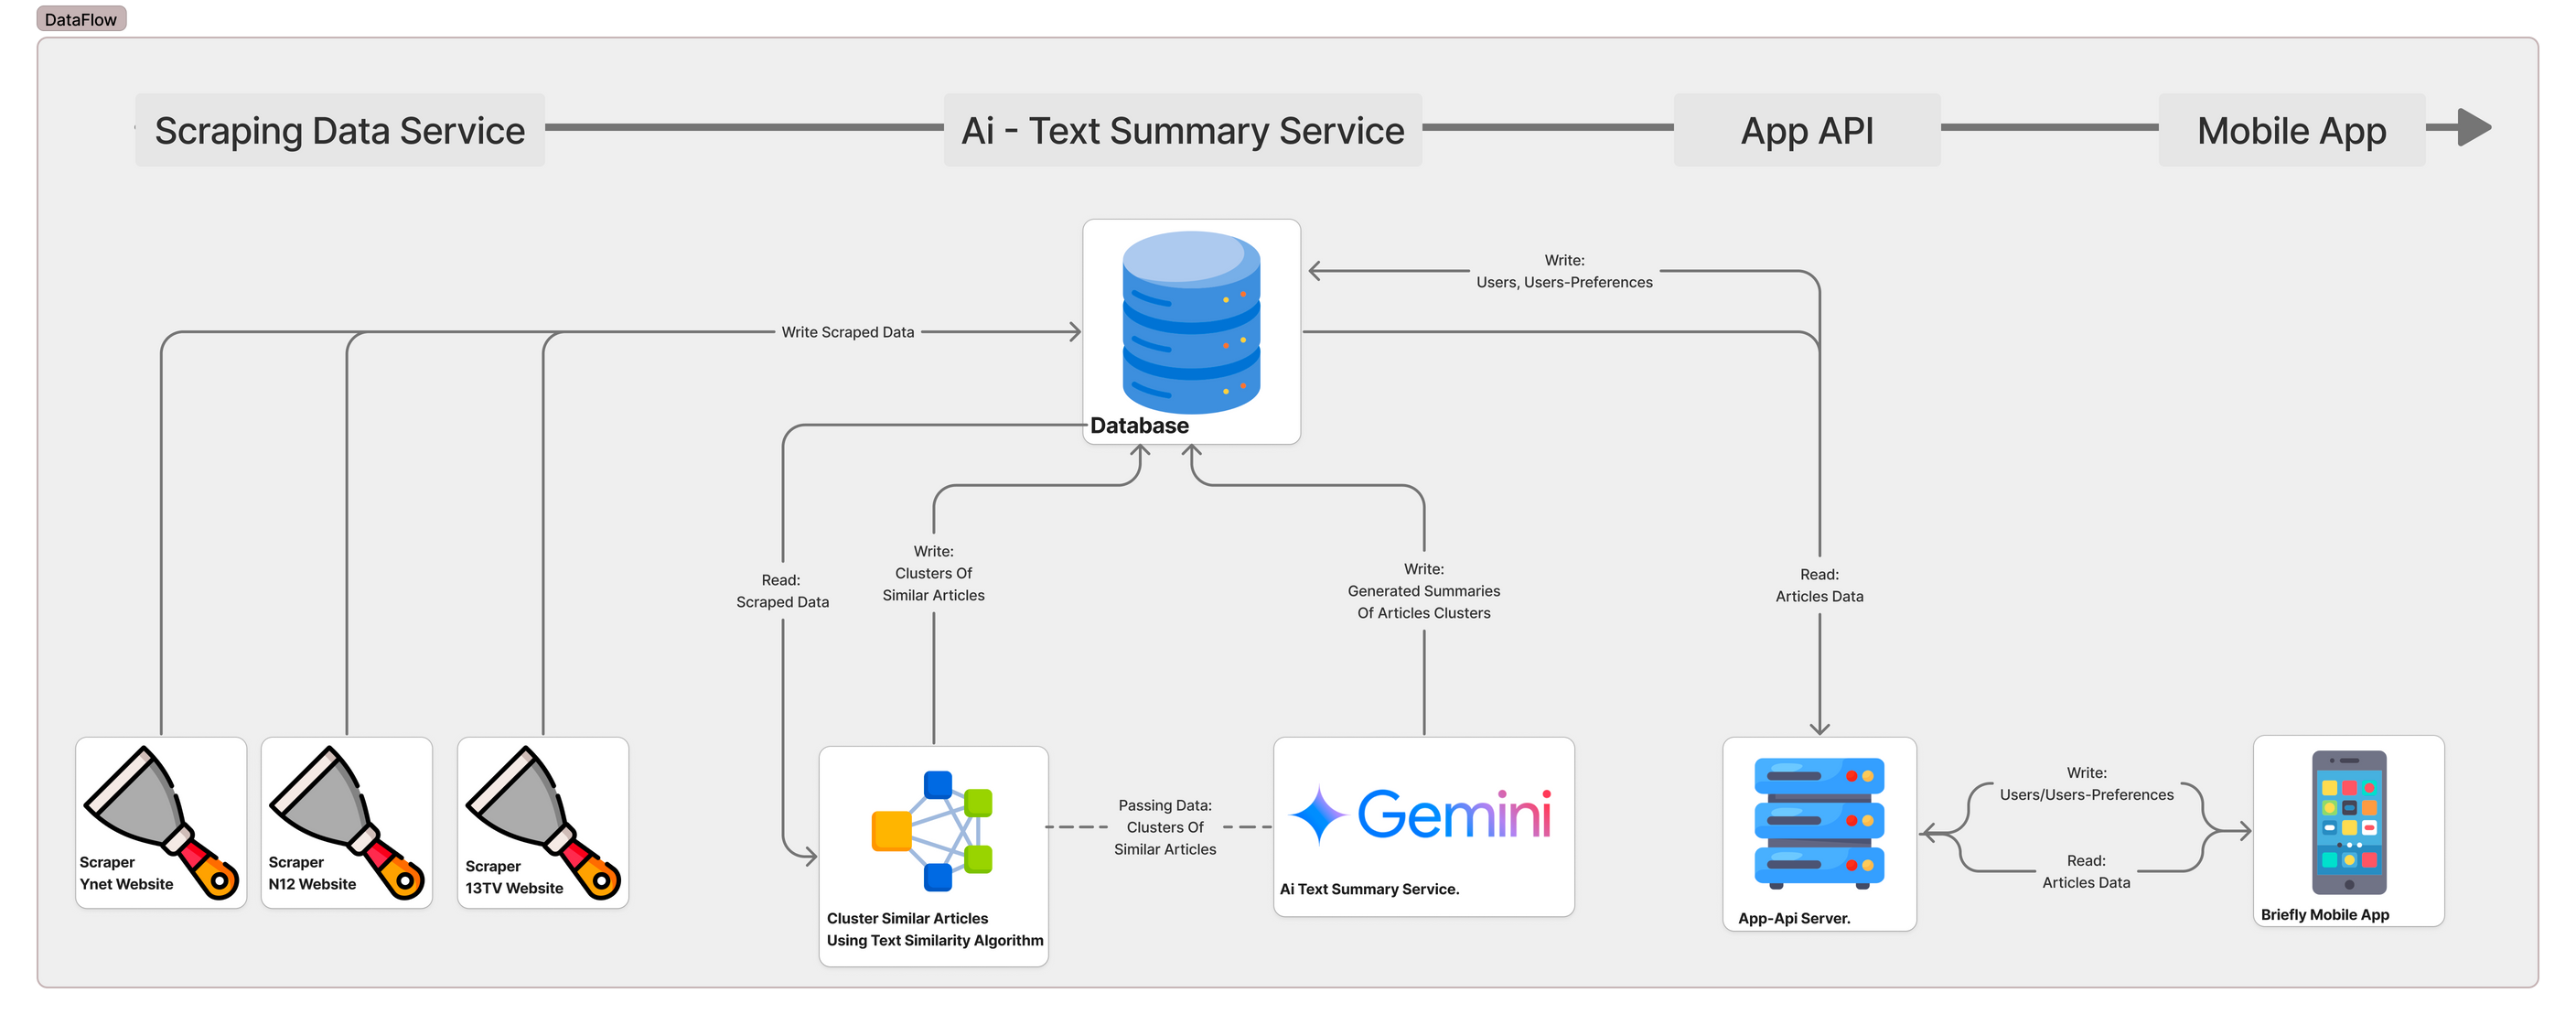 DataFlow
Scraping Data Service
Ai - Text Summary Service
App API
Mobile App
Write:
Users, Users-Preferences
Write Scraped Data
Database
Read:
Scraped Data
Write:
Clusters Of
Similar Articles
Write:
Generated Summaries
Of Articles Clusters
Read:
Articles Data
Scraper
Ynet Website
Scraper
N12 Website
Scraper
13TV Website
Cluster Similar Articles
Using Text Similarity Algorithm
Passing Data:
Clusters Of
Similar Articles
Gemini
Ai Text Summary Service.
App-Api Server.
Write:
Users/Users-Preferences
Read:
Articles Data
Briefly Mobile App